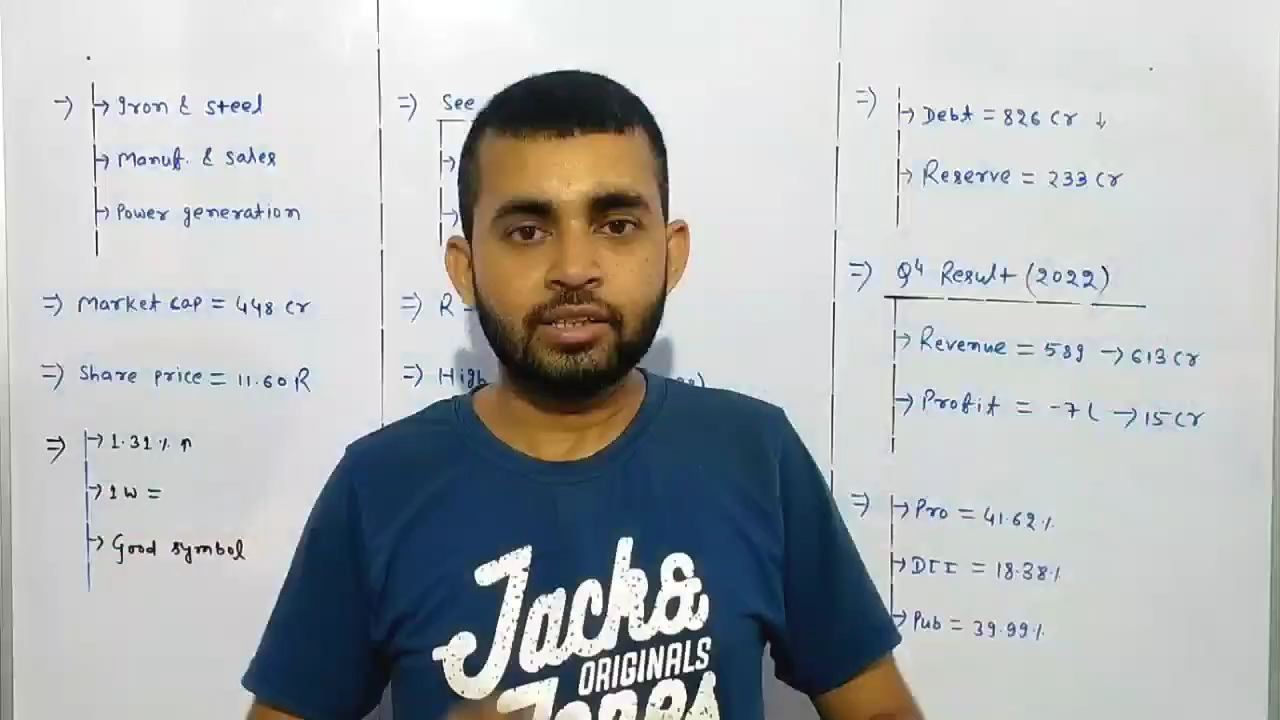 => → Iron & steel
→ Manuf. & sales
→ Power generation
=> Market cap = 448 cr
=> Share price = 11.60 R
=> → 1.31% ↑
→ 1W =
→ Good symbol
=> See
=> R -
=> High
=> → Debt = 826 Cr ↓
→ Reserve = 233 Cr
=> Q4 Result (2022)
→ Revenue = 589 → 613 Cr
→ Profit = -7 L → 15 Cr
=> → Pro = 41.62%
→ DII = 18.38%
→ Pub = 39.99%
Jack&
ORIGINALS
Jones